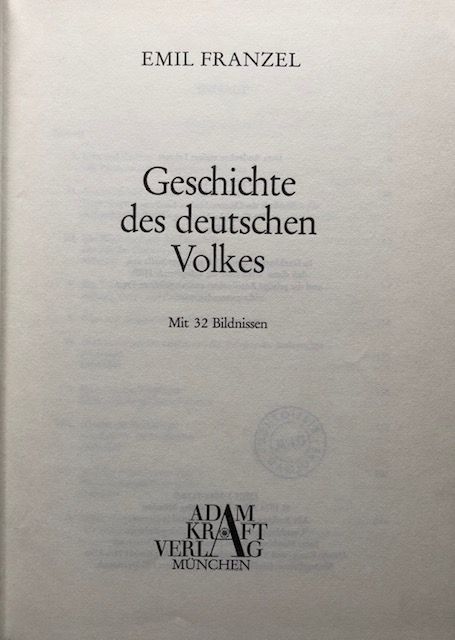 EMIL FRANZEL
Geschichte
des deutschen
Volkes
Mit 32 Bildnissen
ADAM
KRAFT
VERLAG
MÜNCHEN